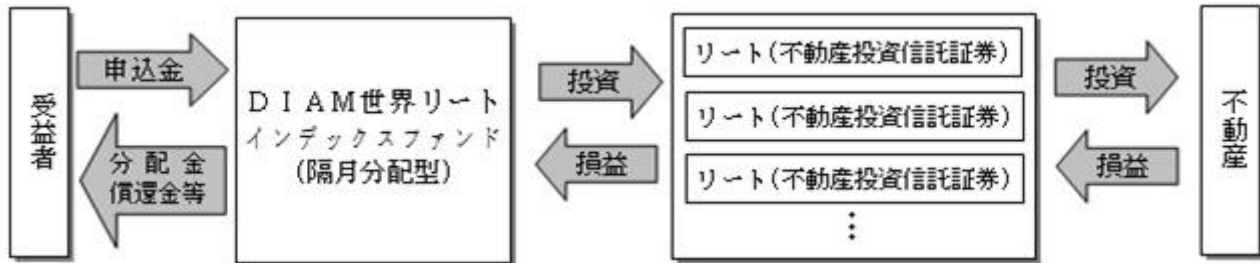 受益者
申込金
分配金
償還金等
DIAM世界リート
インデックスファンド
(隔月分配型)
投資
損益
リート(不動産投資信託証券)
リート(不動産投資信託証券)
リート(不動産投資信託証券)
⋮
投資
損益
不動産